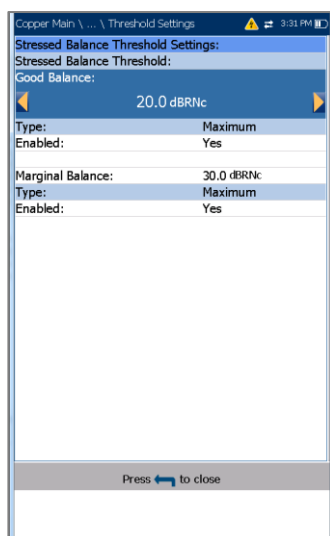 Copper Main \ ... \ Threshold Settings 3:31 PM
Stressed Balance Threshold Settings:
Stressed Balance Threshold:
Good Balance:
20.0 dBRNc
Type: Maximum
Enabled: Yes
Marginal Balance: 30.0 dBRNc
Type: Maximum
Enabled: Yes
Press to close